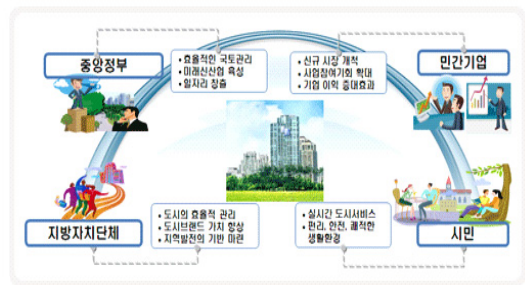 중앙정부
• 효율적인 국토관리
• 미래신산업 육성
• 일자리 창출
• 신규 시장 개척
• 사업참여기회 확대
• 기업 이익 증대효과
민간기업
지방자치단체
• 도시의 효율적 관리
• 도시브랜드 가치 향상
• 지역발전의 기반 마련
• 실시간 도시서비스
• 편리, 안전, 쾌적한
생활환경
시민